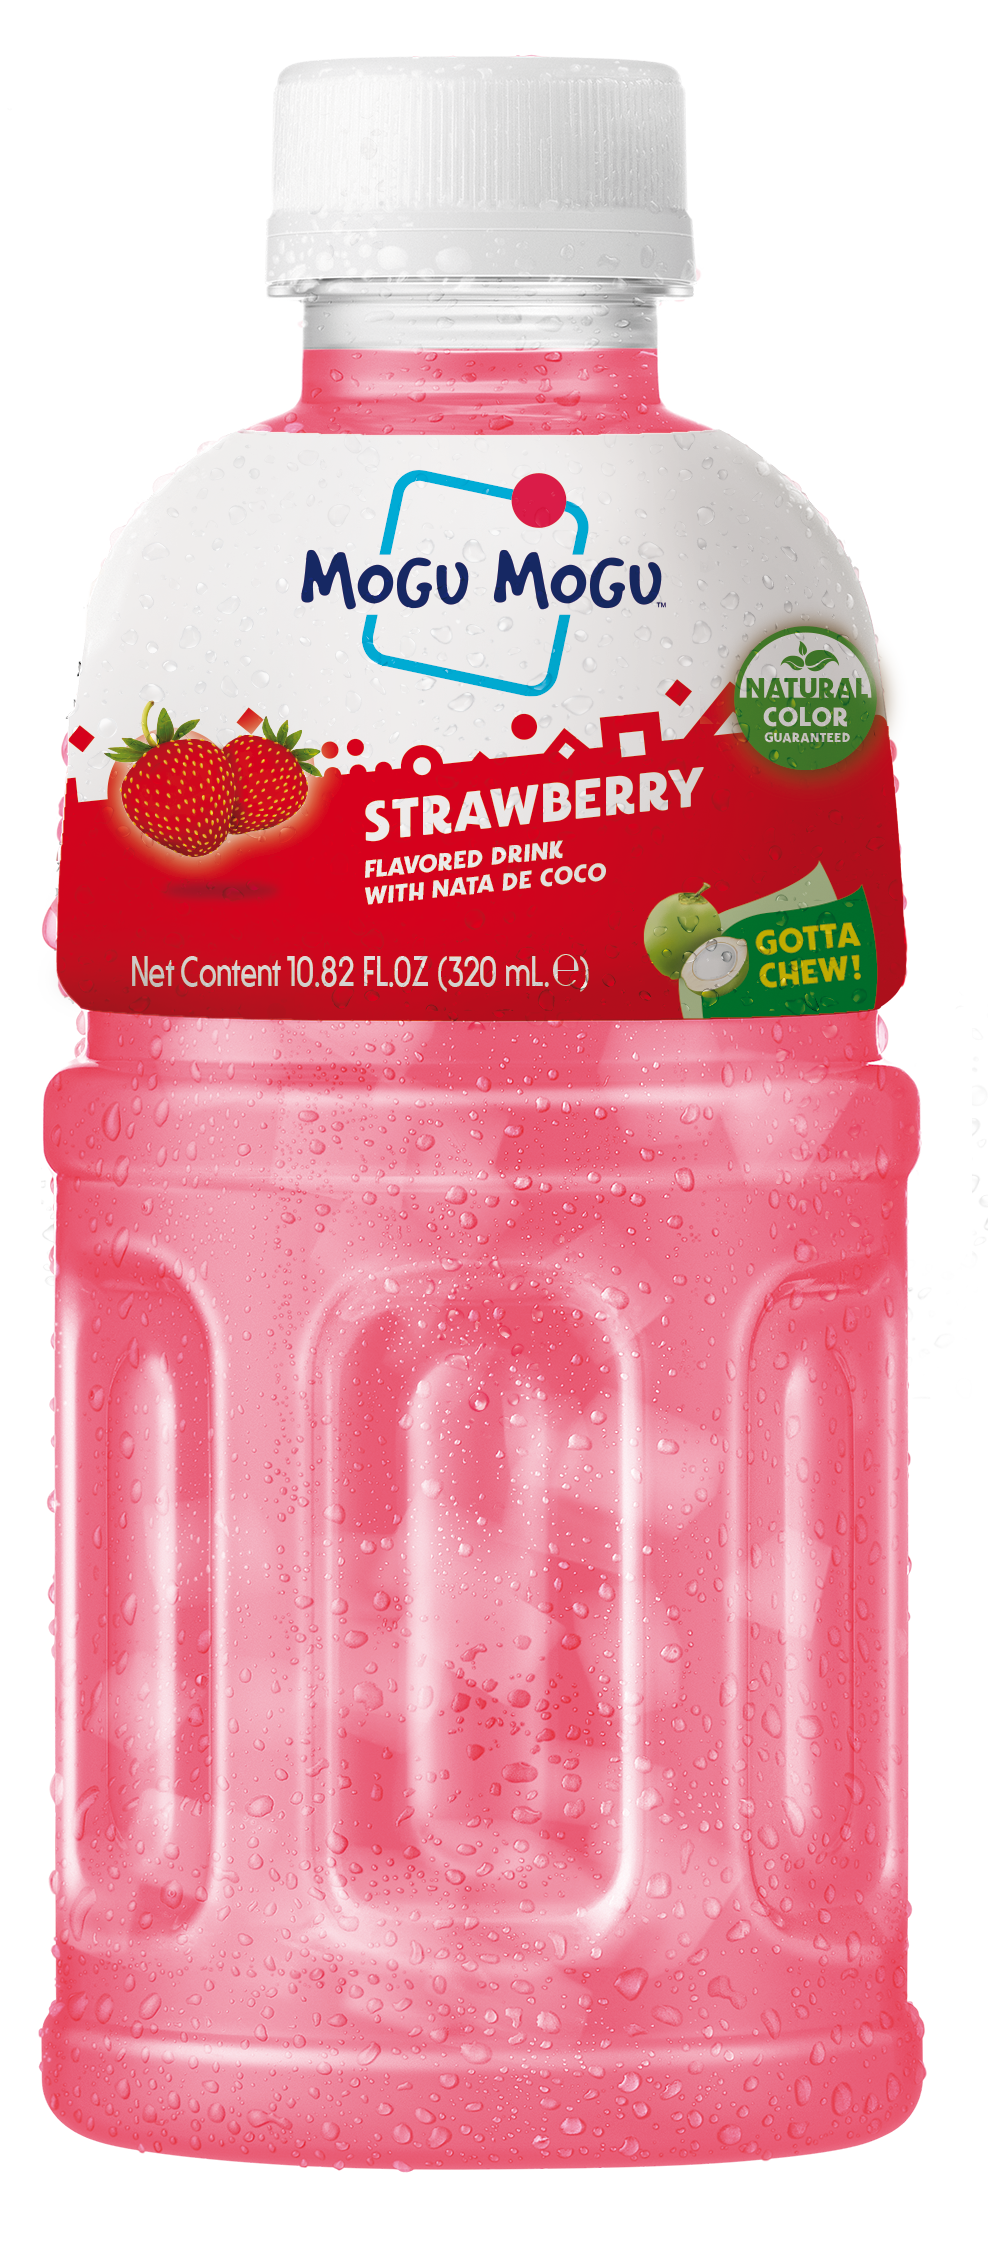 MOGU MOGU™
NATURAL
COLOR
GUARANTEED
STRAWBERRY
FLAVORED DRINK
WITH NATA DE COCO
GOTTA
CHEW!
Net Content 10.82 FL.OZ (320 mL.℮)